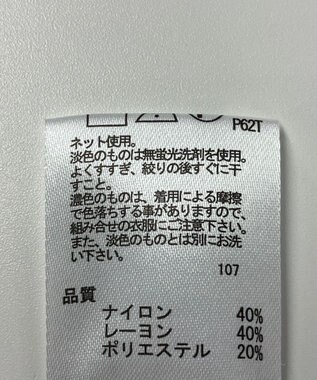 P62T
ネット使用。
淡色のものは無蛍光洗剤を使用。
よくすすぎ、絞りの後すぐに干
すこと。
濃色のものは、着用による摩擦
で色落ちする事がありますので、
組み合せの衣服にご注意下さい。
また、淡色のものとは別にお洗
い下さい。
107
品質
ナイロン 40%
レーヨン 40%
ポリエステル 20%